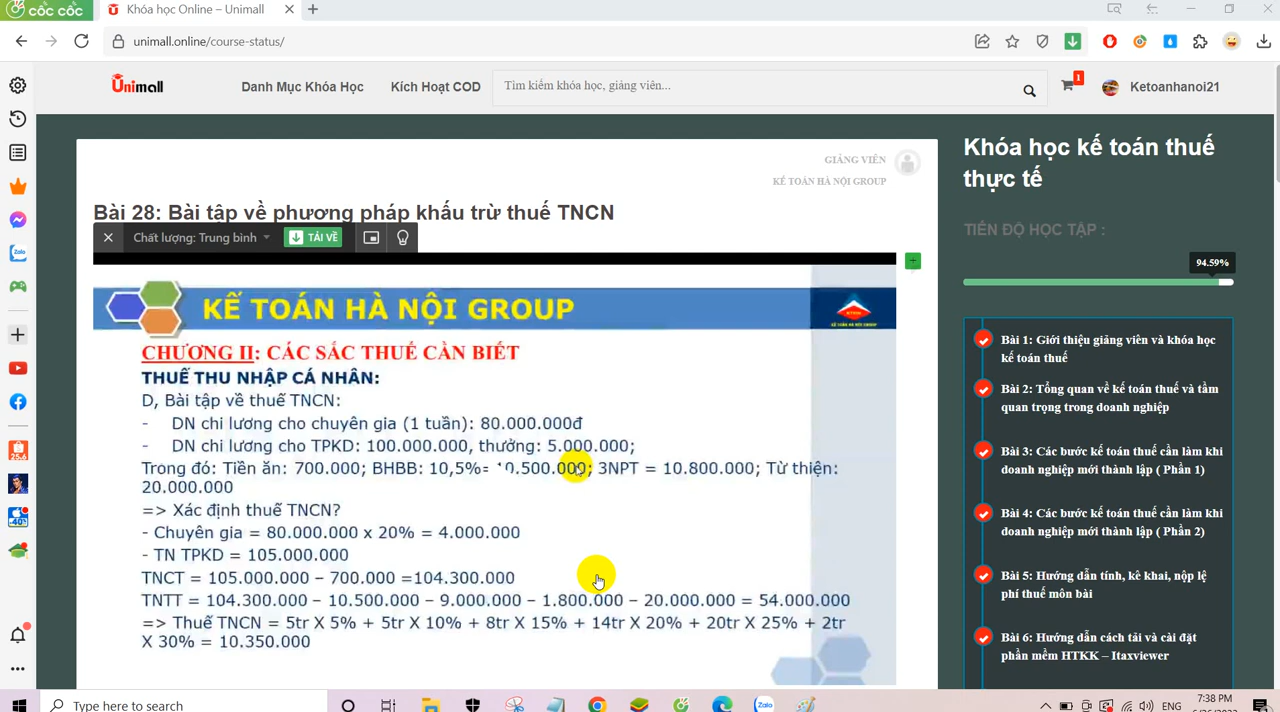 cốc cốc
Khóa học Online – Unimall
unimall.online/course-status/
Unimall
Danh Mục Khóa Học
Kích Hoạt COD
Tìm kiếm khóa học, giảng viên...
1
Ketoanhanoi21
GIẢNG VIÊN
KẾ TOÁN HÀ NỘI GROUP
Bài 28: Bài tập về phương pháp khấu trừ thuế TNCN
Chất lượng: Trung bình
TẢI VỀ
KẾ TOÁN HÀ NỘI GROUP
CHƯƠNG II: CÁC SẮC THUẾ CẦN BIẾT
THUẾ THU NHẬP CÁ NHÂN:
D, Bài tập về thuế TNCN:
- DN chi lương cho chuyên gia (1 tuần): 80.000.000đ
- DN chi lương cho TPKD: 100.000.000, thưởng: 5.000.000;
Trong đó: Tiền ăn: 700.000; BHBB: 10,5%= 10.500.000; 3NPT = 10.800.000; Từ thiện:
20.000.000
=> Xác định thuế TNCN?
- Chuyên gia = 80.000.000 x 20% = 4.000.000
- TN TPKD = 105.000.000
TNCT = 105.000.000 – 700.000 =104.300.000
TNTT = 104.300.000 – 10.500.000 – 9.000.000 – 1.800.000 – 20.000.000 = 54.000.000
=> Thuế TNCN = 5tr X 5% + 5tr X 10% + 8tr X 15% + 14tr X 20% + 20tr X 25% + 2tr
X 30% = 10.350.000
Khóa học kế toán thuế
thực tế
TIẾN ĐỘ HỌC TẬP :
94.59%
Bài 1: Giới thiệu giảng viên và khóa học
kế toán thuế
Bài 2: Tổng quan về kế toán thuế và tầm
quan trọng trong doanh nghiệp
Bài 3: Các bước kế toán thuế cần làm khi
doanh nghiệp mới thành lập ( Phần 1)
Bài 4: Các bước kế toán thuế cần làm khi
doanh nghiệp mới thành lập ( Phần 2)
Bài 5: Hướng dẫn tính, kê khai, nộp lệ
phí thuế môn bài
Bài 6: Hướng dẫn cách tải và cài đặt
phần mềm HTKK – Itaxviewer
Zalo
25.6
-40%
Type here to search
Zalo
ENG
7:38 PM